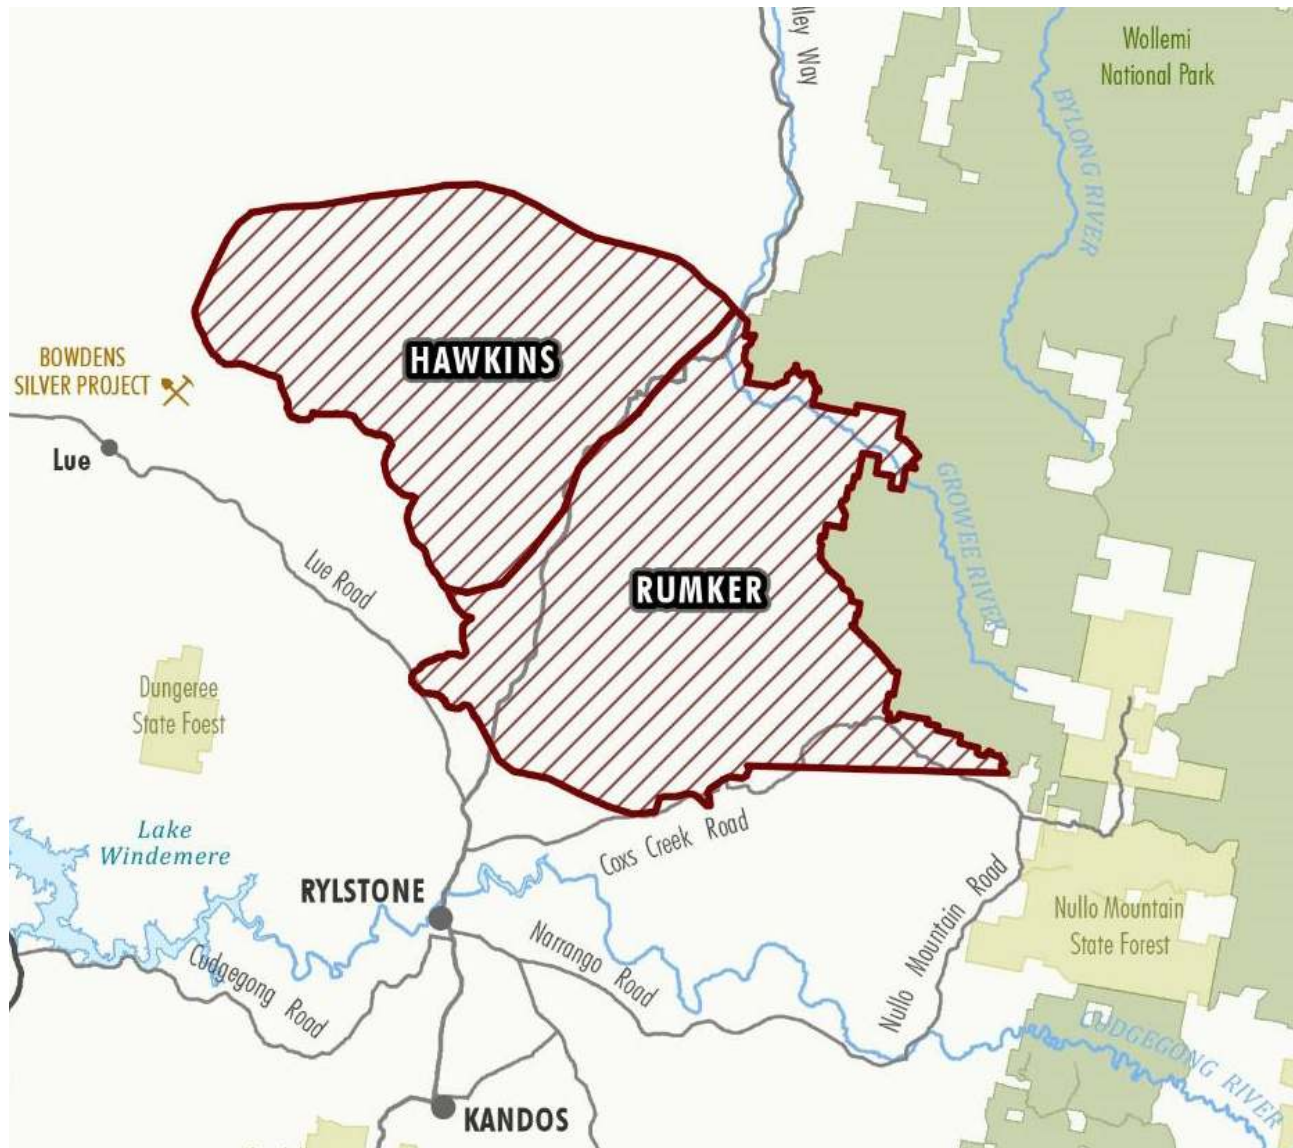 lley Way
Wollemi
National Park
BYLONG RIVER
HAWKINS
BOWDENS
SILVER PROJECT
Lue
Lue Road
GROWEE RIVER
RUMKER
Dungeree
State Foest
Lake
Windemere
Coxs Creek Road
RYLSTONE
Nullo Mountain Road
Nullo Mountain
State Forest
Narrango Road
Cudgegong Road
CUDGEGONG RIVER
KANDOS